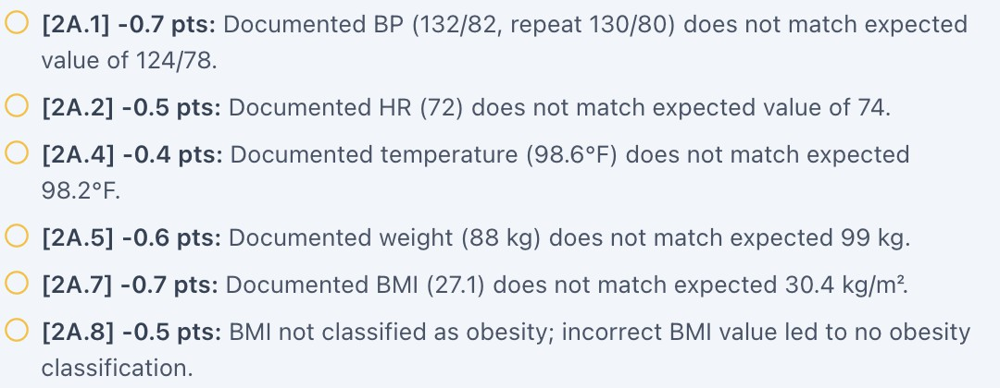 [2A.1] -0.7 pts: Documented BP (132/82, repeat 130/80) does not match expected
value of 124/78.
[2A.2] -0.5 pts: Documented HR (72) does not match expected value of 74.
[2A.4] -0.4 pts: Documented temperature (98.6°F) does not match expected
98.2°F.
[2A.5] -0.6 pts: Documented weight (88 kg) does not match expected 99 kg.
[2A.7] -0.7 pts: Documented BMI (27.1) does not match expected 30.4 kg/m².
[2A.8] -0.5 pts: BMI not classified as obesity; incorrect BMI value led to no obesity
classification.